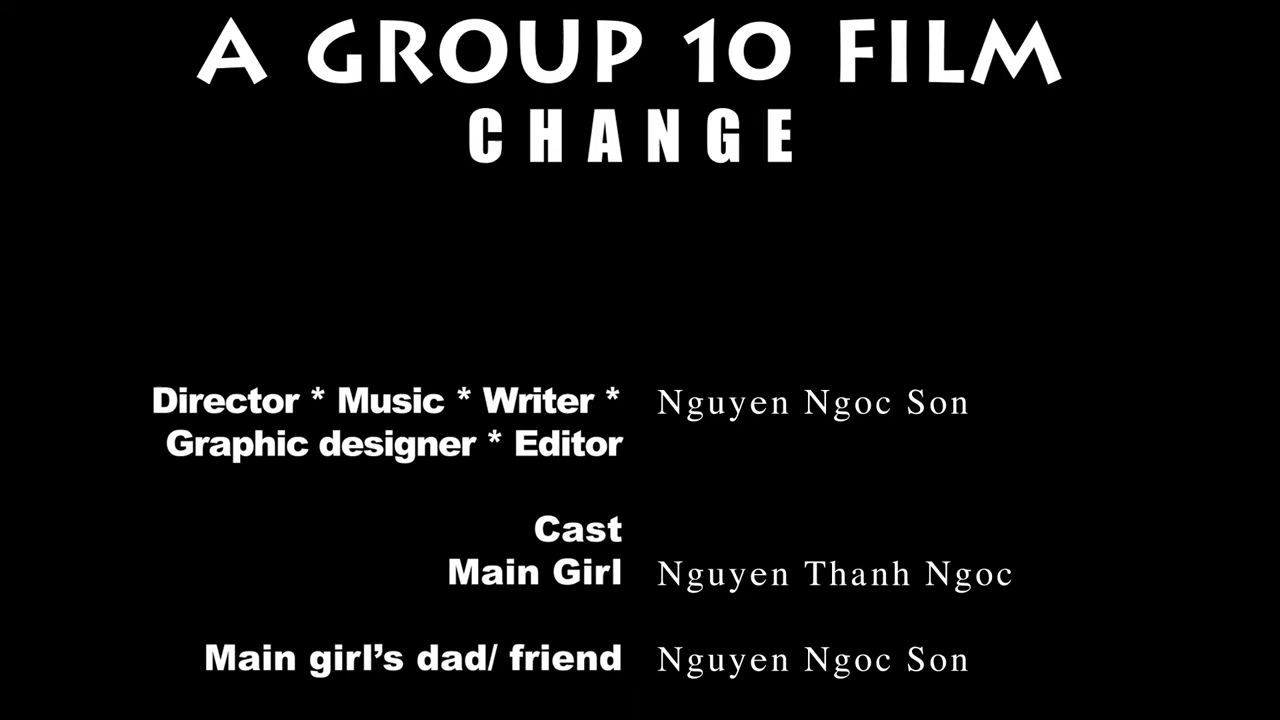 A GROUP 10 FILM
CHANGE
Director * Music * Writer * Nguyen Ngoc Son
Graphic designer * Editor
Cast
Main Girl Nguyen Thanh Ngoc
Main girl’s dad/ friend Nguyen Ngoc Son